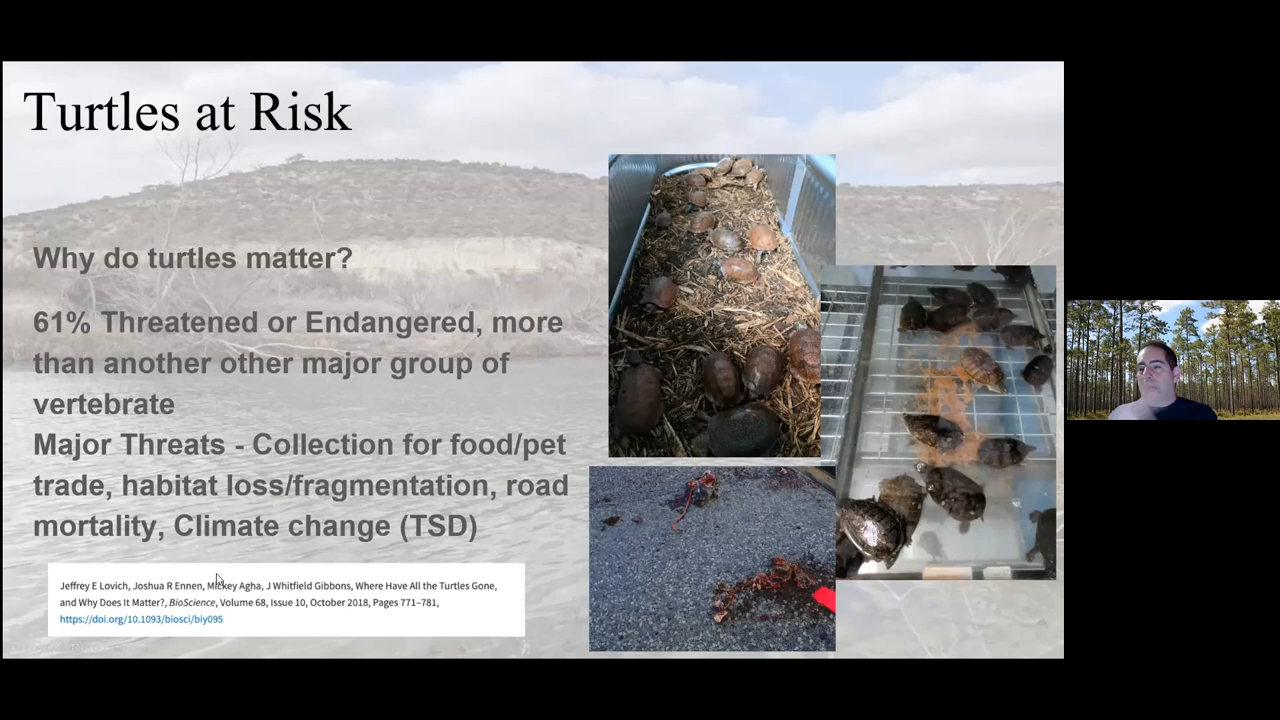 Turtles at Risk
Why do turtles matter?
61% Threatened or Endangered, more
than another other major group of
vertebrate
Major Threats - Collection for food/pet
trade, habitat loss/fragmentation, road
mortality, Climate change (TSD)
Jeffrey E Lovich, Joshua R Ennen, Mickey Agha, J Whitfield Gibbons, Where Have All the Turtles Gone,
and Why Does It Matter?, BioScience, Volume 68, Issue 10, October 2018, Pages 771–781,
https://doi.org/10.1093/biosci/biy095